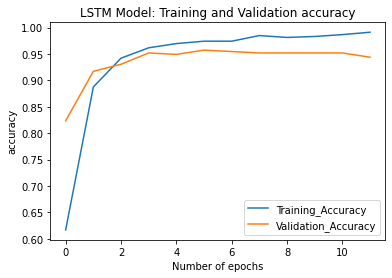 LSTM Model: Training and Validation accuracy
1.00
0.95
0.90
0.85
0.80
0.75
0.70
0.65
0.60
accuracy
Training_Accuracy
Validation_Accuracy
0 2 4 6 8 10
Number of epochs